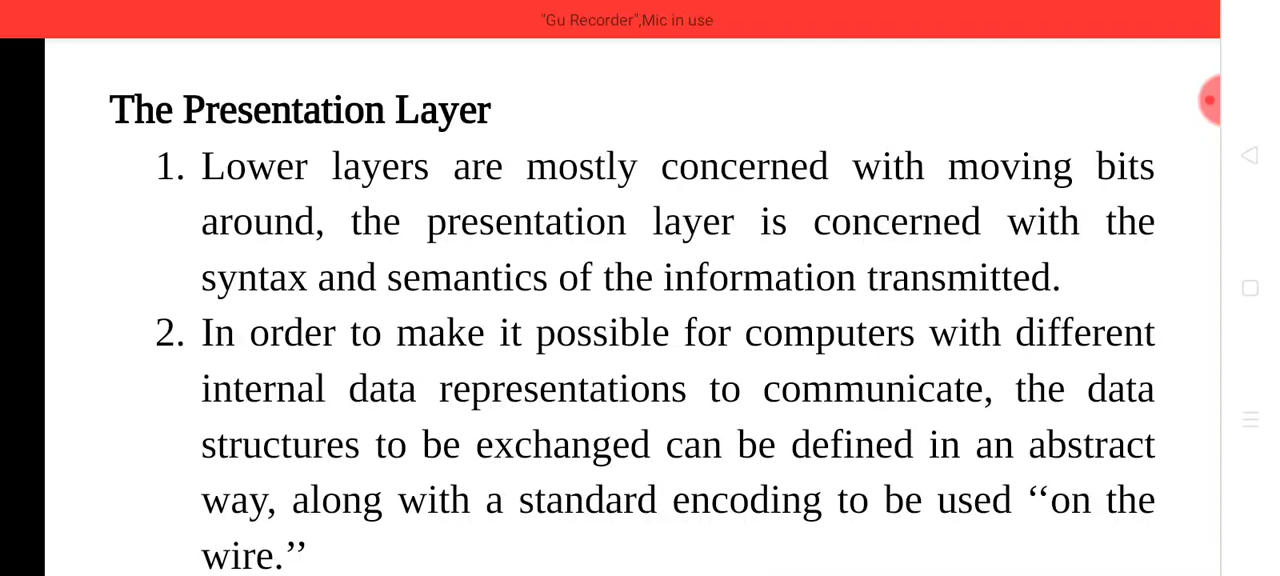 "Gu Recorder",Mic in use
The Presentation Layer
1. Lower layers are mostly concerned with moving bits
around, the presentation layer is concerned with the
syntax and semantics of the information transmitted.
2. In order to make it possible for computers with different
internal data representations to communicate, the data
structures to be exchanged can be defined in an abstract
way, along with a standard encoding to be used ‘‘on the
wire.’’